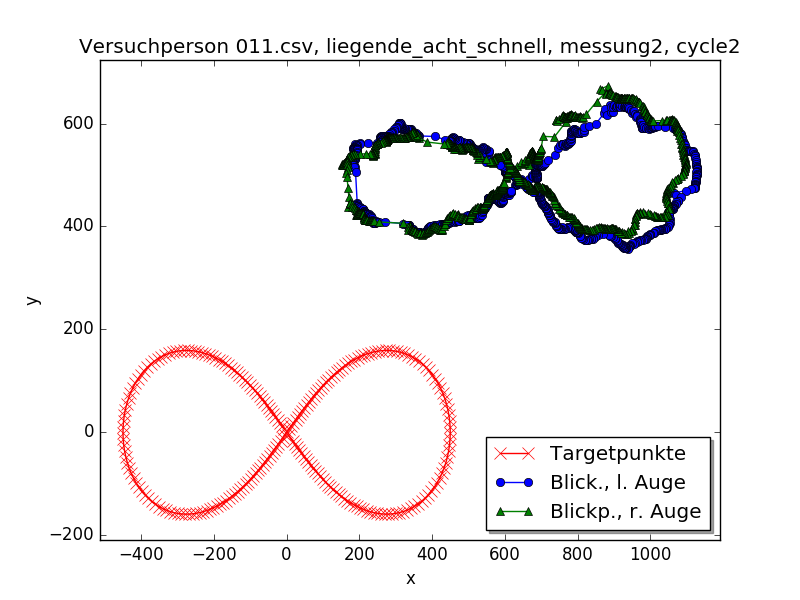 Versuchperson 011.csv, liegende_acht_schnell, messung2, cycle2
600
400
200
0
−200
y
−400 −200 0 200 400 600 800 1000
x
Targetpunkte
Blick., l. Auge
Blickp., r. Auge